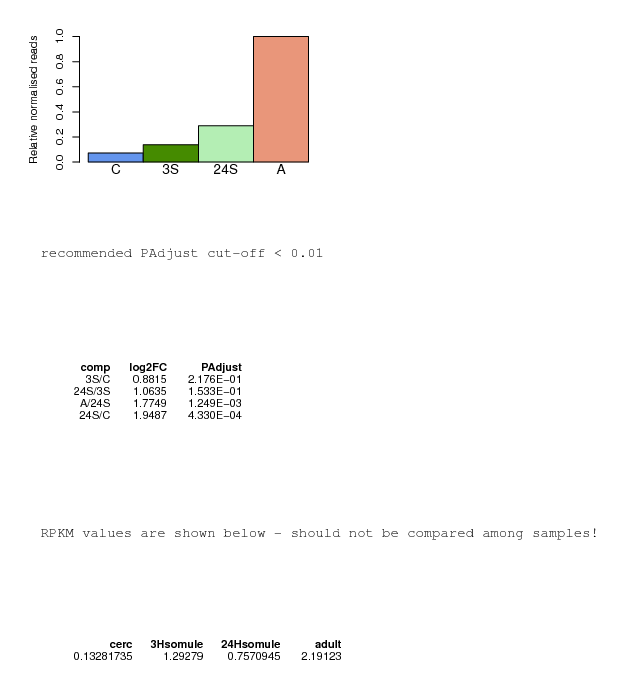 Relative normalised reads
1.0
0.8
0.6
0.4
0.2
0.0
C 3S 24S A
recommended PAdjust cut-off < 0.01
comp log2FC PAdjust
3S/C 0.8815 2.176E-01
24S/3S 1.0635 1.533E-01
A/24S 1.7749 1.249E-03
24S/C 1.9487 4.330E-04
RPKM values are shown below - should not be compared among samples!
cerc 3Hsomule 24Hsomule adult
0.13281735 1.29279 0.7570945 2.19123